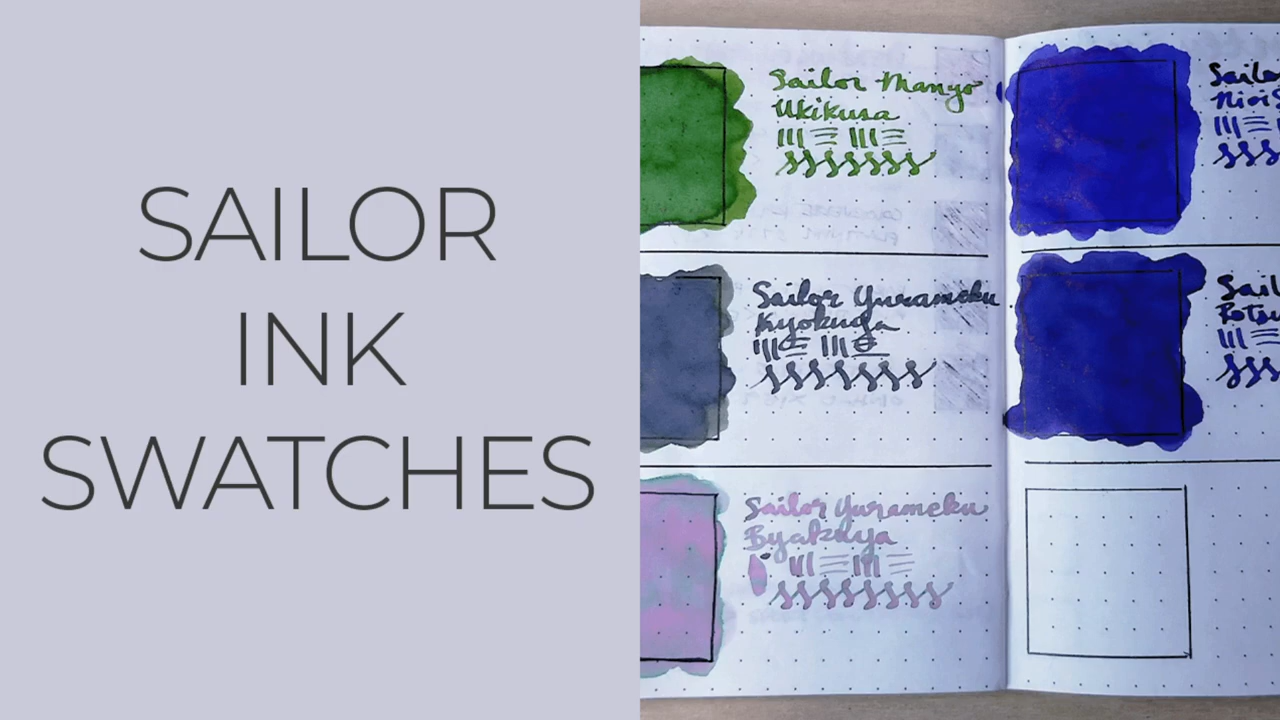 SAILOR
INK
SWATCHES
Sailor Manyo
Ukikusa
Sailor Yurameku
Kyokuga
Sailor Yurameku
Byakuya